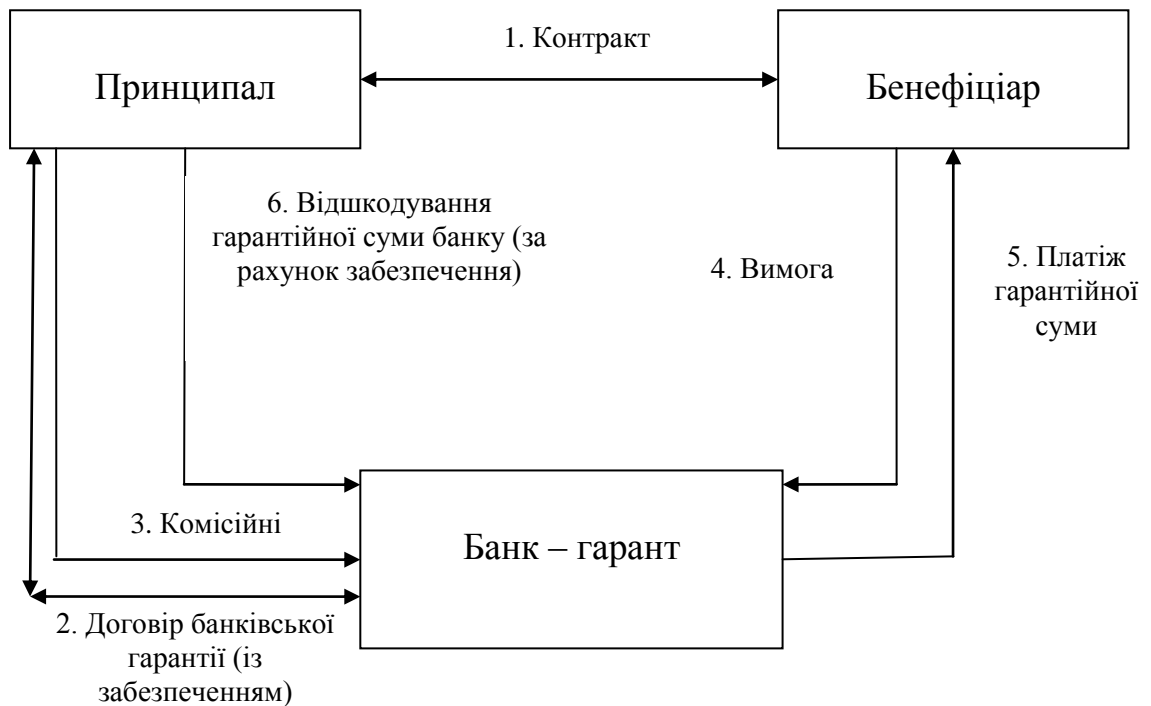 1. Контракт
Принципал
Бенефіціар
6. Відшкодування
гарантійної суми банку (за
рахунок забезпечення)
4. Вимога
5. Платіж
гарантійної
суми
3. Комісійні
Банк – гарант
2. Договір банківської
гарантії (із
забезпеченням)